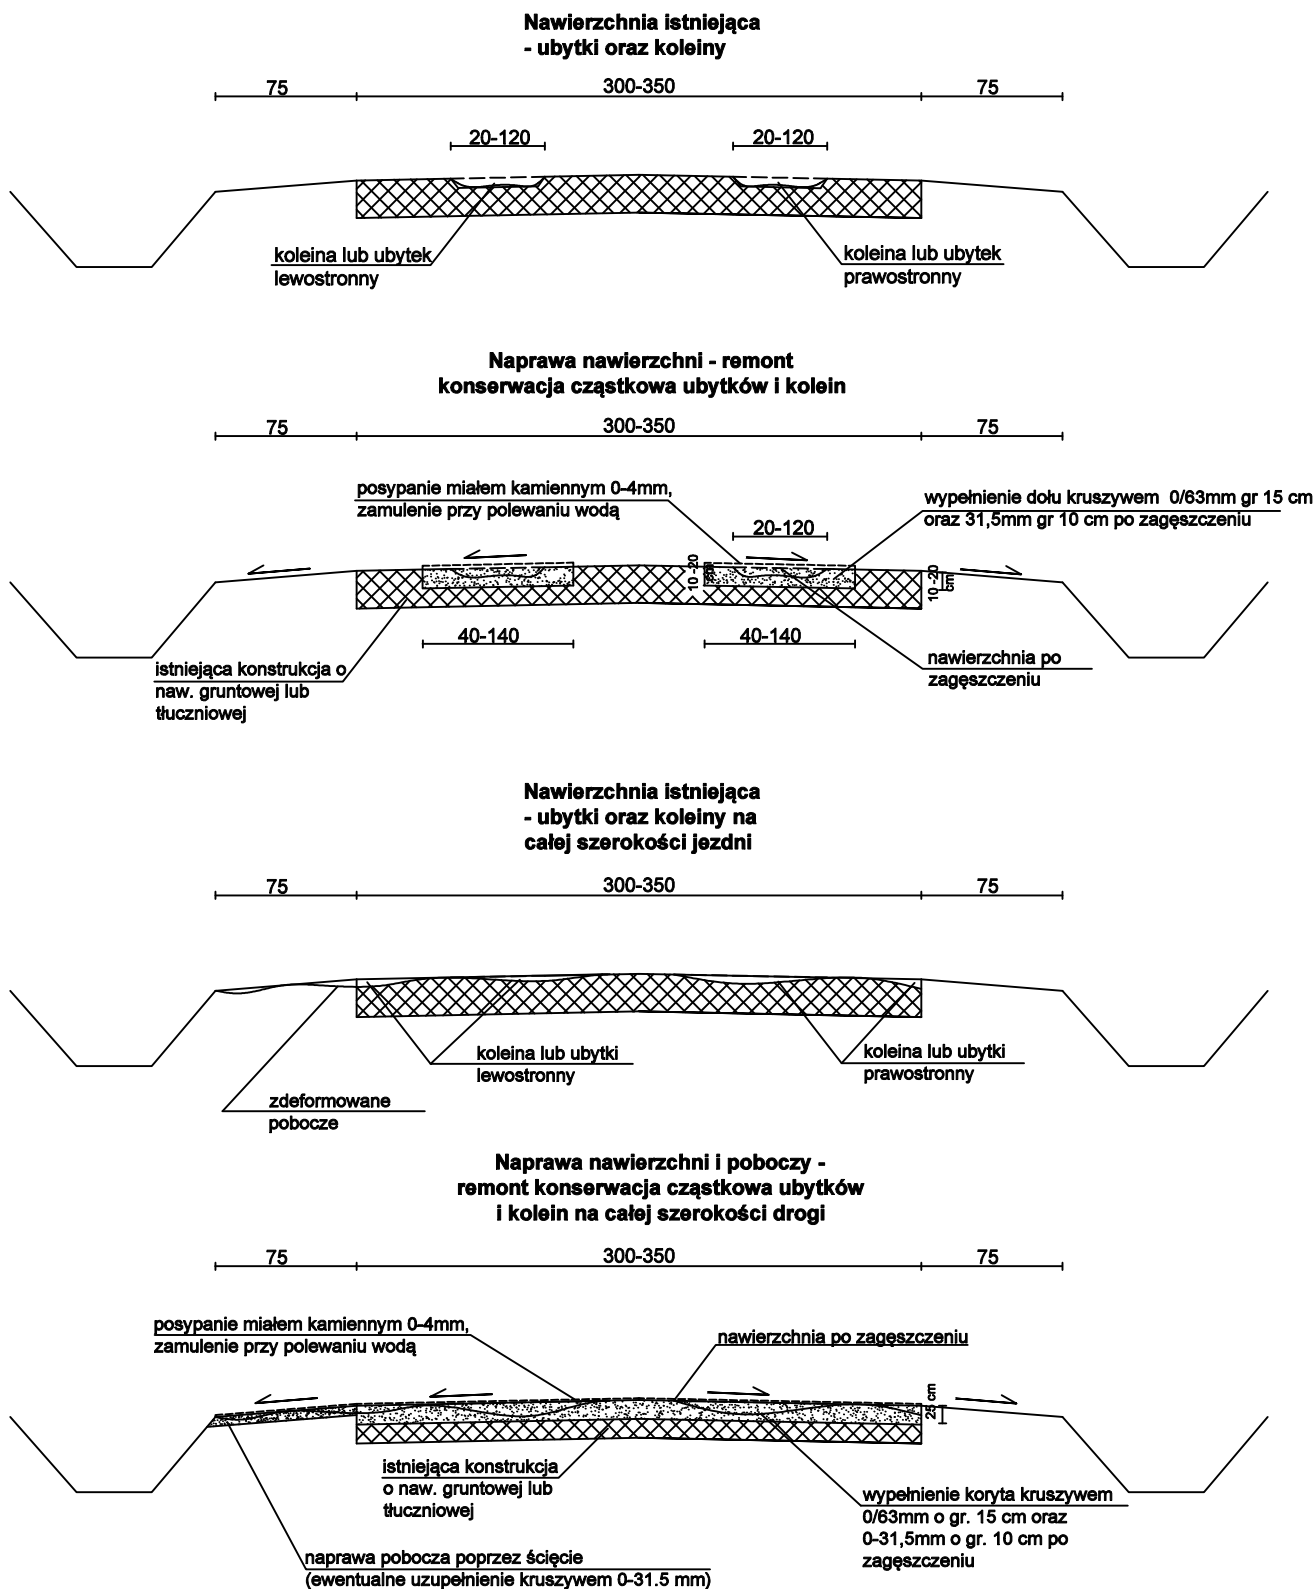 Nawierzchnia istniejąca
- ubytki oraz koleiny
75
300-350
75
20-120
20-120
koleina lub ubytek
lewostronny
koleina lub ubytek
prawostronny
Naprawa nawierzchni - remont
konserwacja cząstkowa ubytków i kolein
75
300-350
75
posypanie miałem kamiennym 0-4mm,
zamulenie przy polewaniu wodą
wypełnienie dołu kruszywem 0/63mm gr 15 cm
oraz 31,5mm gr 10 cm po zagęszczeniu
20-120
10 -20
cm
10 -20
cm
40-140
40-140
istniejąca konstrukcja o
naw. gruntowej lub
tłuczniowej
nawierzchnia po
zagęszczeniu
Nawierzchnia istniejąca
- ubytki oraz koleiny na
całej szerokości jezdni
75
300-350
75
koleina lub ubytki
lewostronny
koleina lub ubytki
prawostronny
zdeformowane
pobocze
Naprawa nawierzchni i poboczy -
remont konserwacja cząstkowa ubytków
i kolein na całej szerokości drogi
75
300-350
75
posypanie miałem kamiennym 0-4mm,
zamulenie przy polewaniu wodą
nawierzchnia po zagęszczeniu
25 cm
istniejąca konstrukcja
o naw. gruntowej lub
tłuczniowej
wypełnienie koryta kruszywem
0/63mm o gr. 15 cm oraz
0-31,5mm o gr. 10 cm po
zagęszczeniu
naprawa pobocza poprzez ścięcie
(ewentualne uzupełnienie kruszywem 0-31.5 mm)